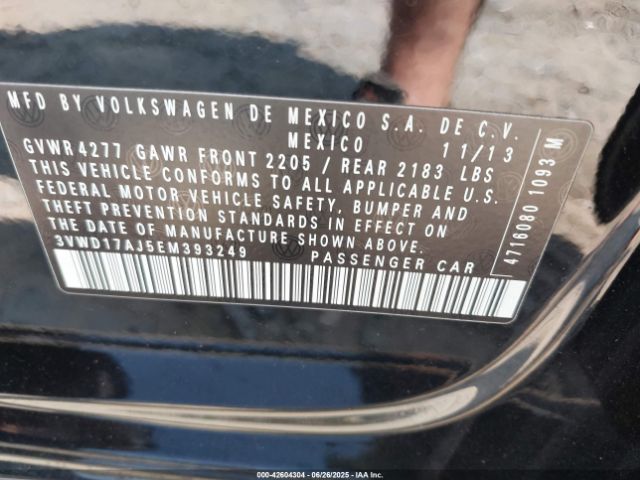 MFD BY VOLKSWAGEN DE MEXICO S.A. DE C.V.
MEXICO 11/13
GVWR4277 GAWR FRONT 2205 / REAR 2183 LBS
THIS VEHICLE CONFORMS TO ALL APPLICABLE U.S.
FEDERAL MOTOR VEHICLE SAFETY, BUMPER AND
THEFT PREVENTION STANDARDS IN EFFECT ON
THE DATE OF MANUFACTURE SHOWN ABOVE.
3VWD17AJ5EM393249 PASSENGER CAR
4716080 1093 M
000-42604304 | 06/26/2025 | IAA Inc.